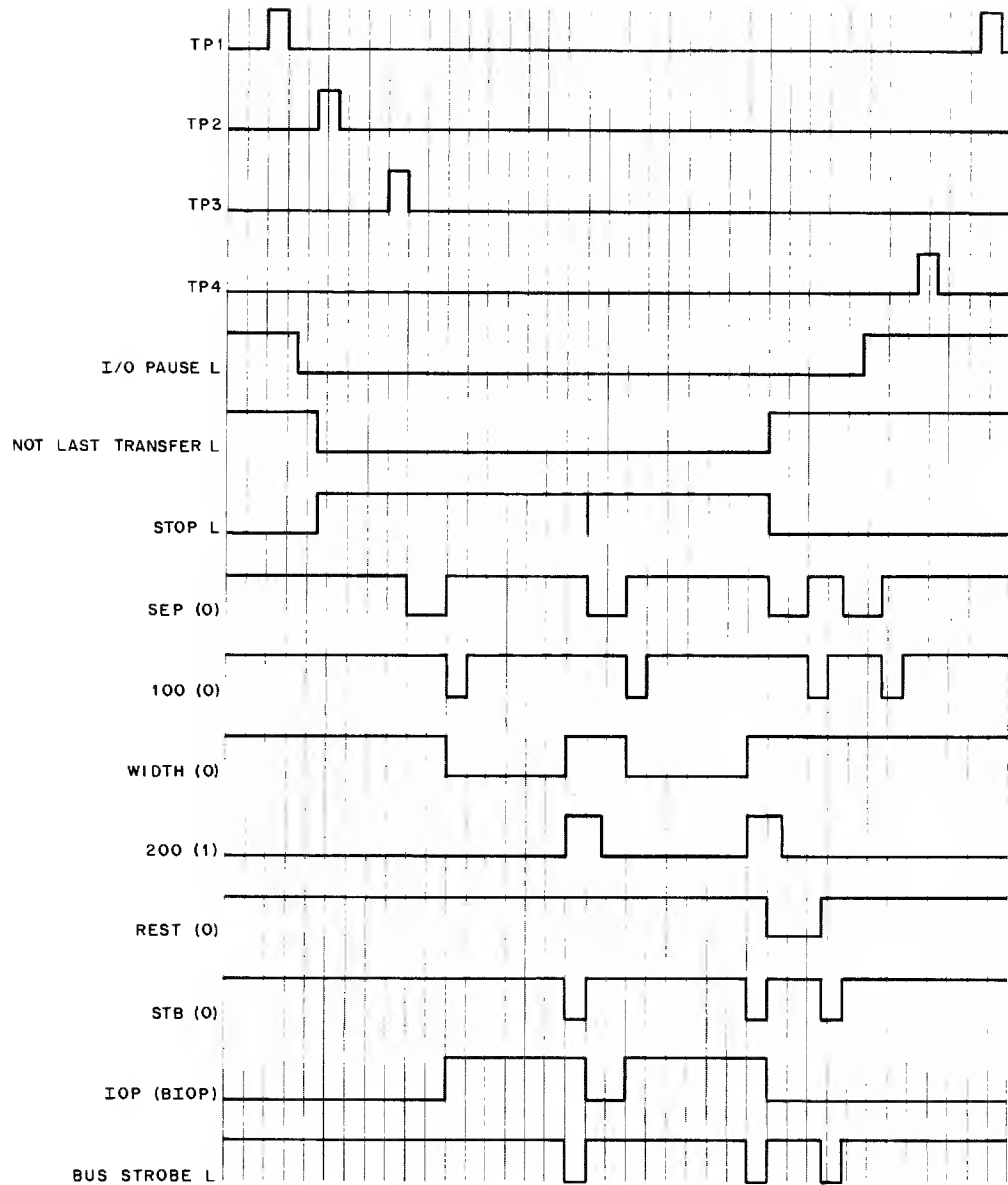 TP1
TP2
TP3
TP4
I/O PAUSE L
NOT LAST TRANSFER L
STOP L
SEP (0)
100 (0)
WIDTH (0)
200 (1)
REST (0)
STB (0)
IOP (BIOP)
BUS STROBE L